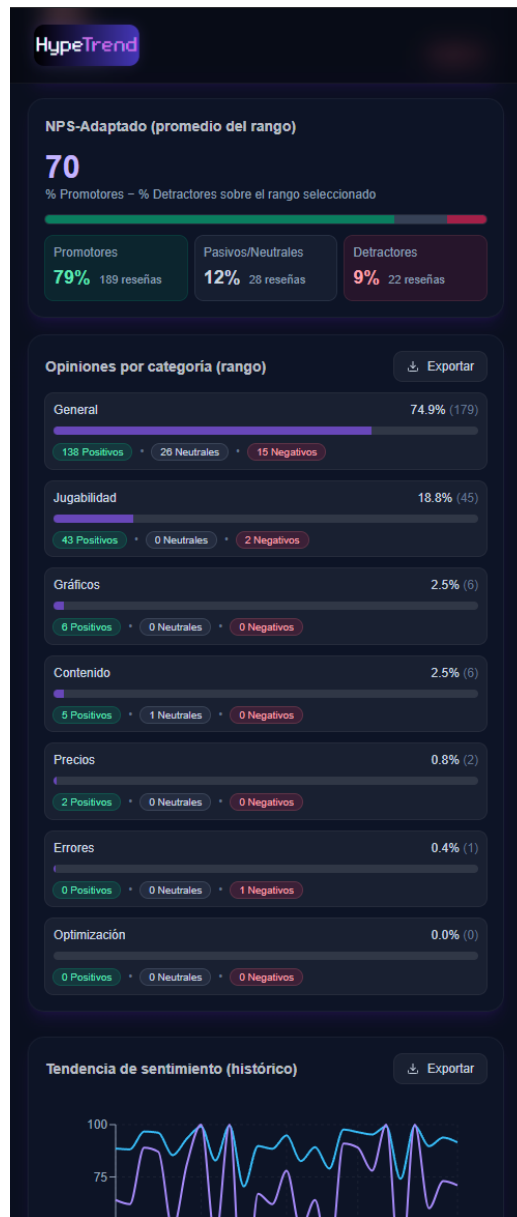 HypeTrend
NPS-Adaptado (promedio del rango)
70
% Promotores – % Detractores sobre el rango seleccionado
Promotores
79% 189 reseñas
Pasivos/Neutrales
12% 28 reseñas
Detractores
9% 22 reseñas
Opiniones por categoría (rango)
Exportar
General 74.9% (179)
138 Positivos • 26 Neutrales • 15 Negativos
Jugabilidad 18.8% (45)
43 Positivos • 0 Neutrales • 2 Negativos
Gráficos 2.5% (6)
6 Positivos • 0 Neutrales • 0 Negativos
Contenido 2.5% (6)
5 Positivos • 1 Neutrales • 0 Negativos
Precios 0.8% (2)
2 Positivos • 0 Neutrales • 0 Negativos
Errores 0.4% (1)
0 Positivos • 0 Neutrales • 1 Negativos
Optimización 0.0% (0)
0 Positivos • 0 Neutrales • 0 Negativos
Tendencia de sentimiento (histórico)
Exportar
100
75